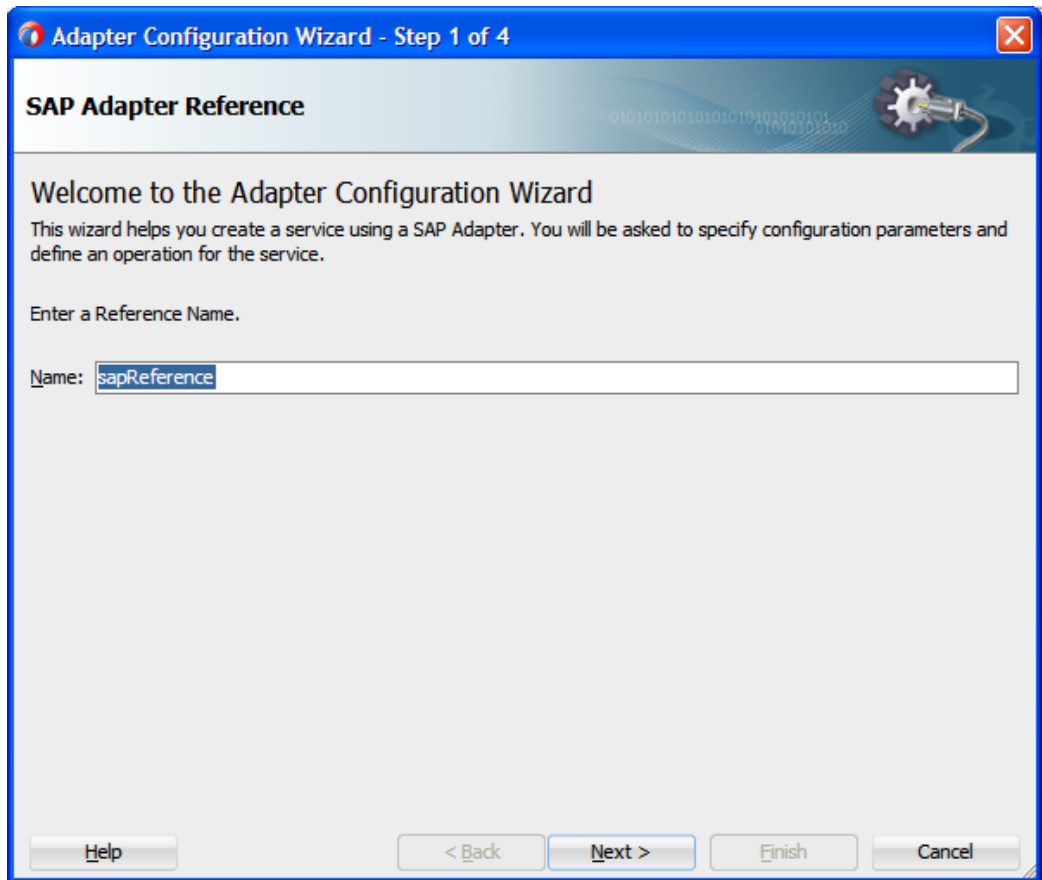 Adapter Configuration Wizard - Step 1 of 4
SAP Adapter Reference
Welcome to the Adapter Configuration Wizard
This wizard helps you create a service using a SAP Adapter. You will be asked to specify configuration parameters and
define an operation for the service.
Enter a Reference Name.
Name: sapReference
Help < Back Next > Finish Cancel